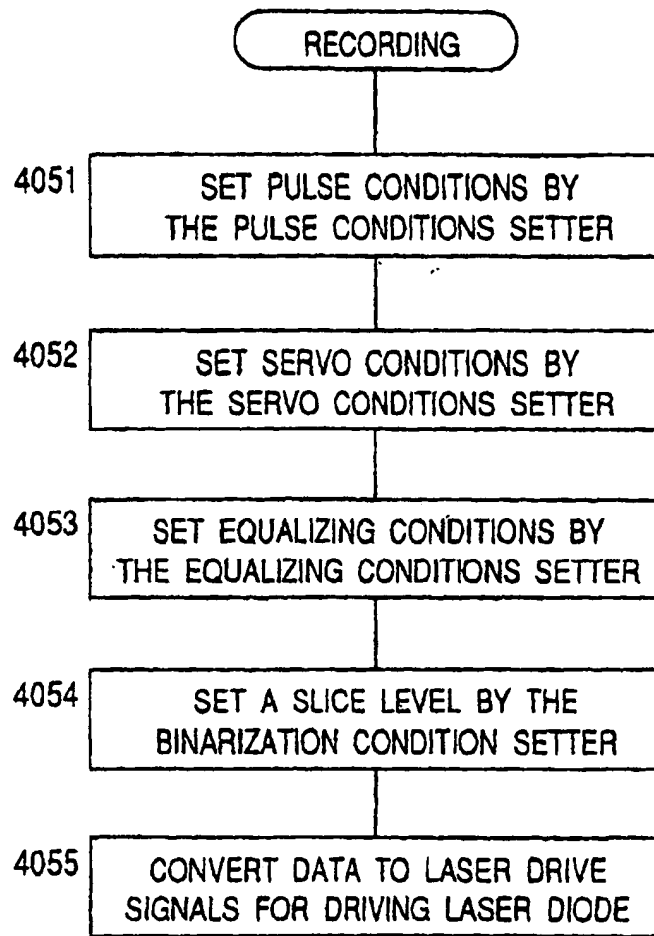 RECORDING
4051
SET PULSE CONDITIONS BY
THE PULSE CONDITIONS SETTER
4052
SET SERVO CONDITIONS BY
THE SERVO CONDITIONS SETTER
4053
SET EQUALIZING CONDITIONS BY
THE EQUALIZING CONDITIONS SETTER
4054
SET A SLICE LEVEL BY THE
BINARIZATION CONDITION SETTER
4055
CONVERT DATA TO LASER DRIVE
SIGNALS FOR DRIVING LASER DIODE